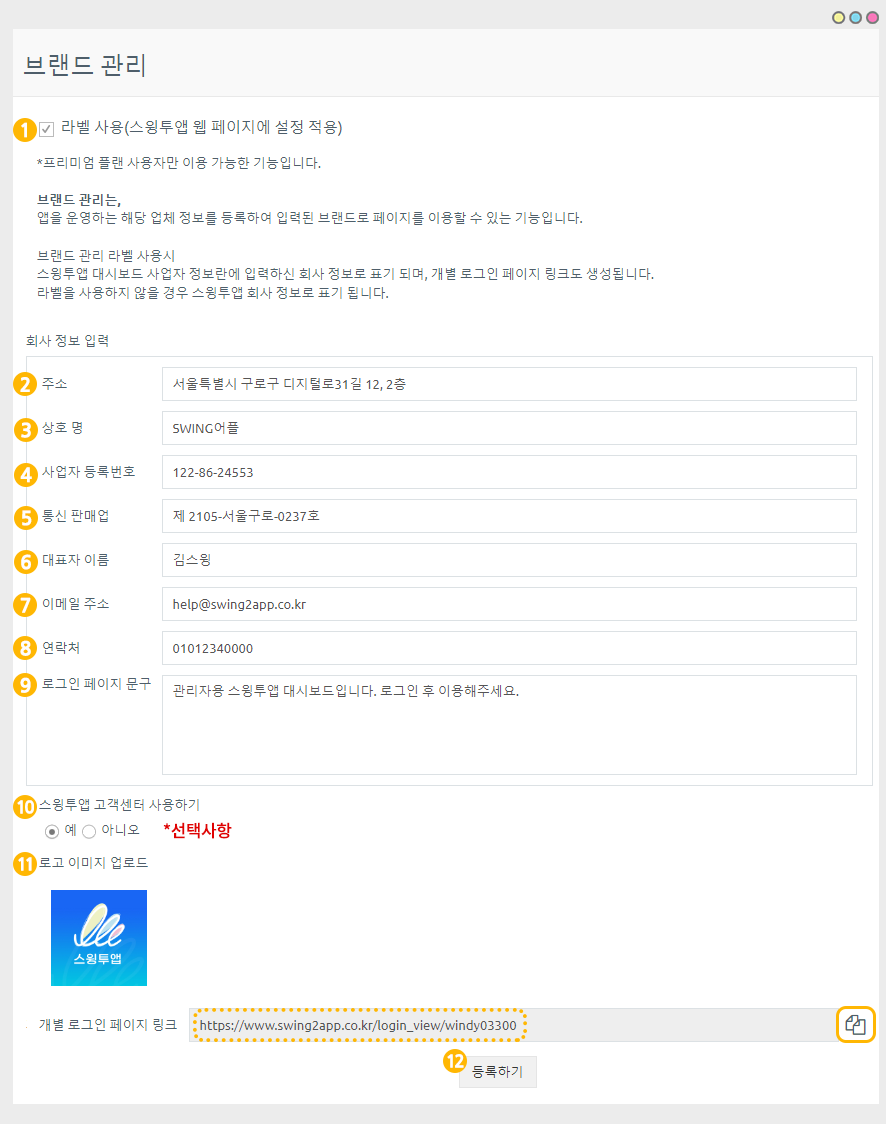 브랜드 관리
1 라벨 사용(스윙투앱 웹 페이지에 설정 적용)
*프리미엄 플랜 사용자만 이용 가능한 기능입니다.
브랜드 관리는,
앱을 운영하는 해당 업체 정보를 등록하여 입력된 브랜드로 페이지를 이용할 수 있는 기능입니다.
브랜드 관리 라벨 사용시
스윙투앱 대시보드 사업자 정보란에 입력하신 회사 정보로 표기 되며, 개별 로그인 페이지 링크도 생성됩니다.
라벨을 사용하지 않을 경우 스윙투앱 회사 정보로 표기 됩니다.
회사 정보 입력
2 주소 서울특별시 구로구 디지털로31길 12, 2층
3 상호 명 SWING어플
4 사업자 등록번호 122-86-24553
5 통신 판매업 제 2105-서울구로-0237호
6 대표자 이름 김스윙
7 이메일 주소 help@swing2app.co.kr
8 연락처 01012340000
9 로그인 페이지 문구 관리자용 스윙투앱 대시보드입니다. 로그인 후 이용해주세요.
10 스윙투앱 고객센터 사용하기
예 아니오 *선택사항
11 로고 이미지 업로드
스윙투앱
개별 로그인 페이지 링크 https://www.swing2app.co.kr/login_view/windy03300
12 등록하기